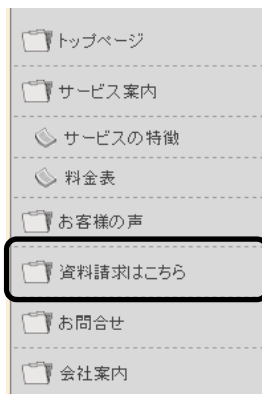 トップページ
サービス案内
サービスの特徴
料金表
お客様の声
資料請求はこちら
お問合せ
会社案内